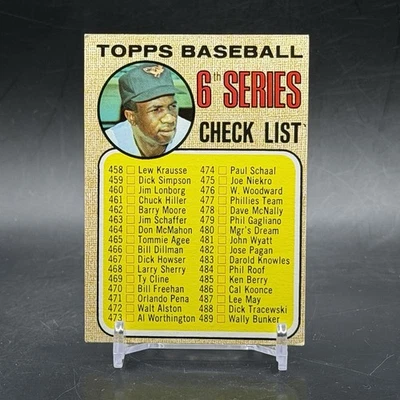 TOPPS BASEBALL
6th SERIES
CHECK LIST
458 Lew Krausse
459 Dick Simpson
460 Jim Lonborg
461 Chuck Hiller
462 Barry Moore
463 Jim Schaffer
464 Don McMahon
465 Tommie Agee
466 Bill Dillman
467 Dick Howser
468 Larry Sherry
469 Ty Cline
470 Bill Freehan
471 Orlando Pena
472 Walt Alston
473 Al Worthington
474 Paul Schaal
475 Joe Niekro
476 W. Woodward
477 Phillies Team
478 Dave McNally
479 Phil Gagliano
480 Mgr's Dream
481 John Wyatt
482 Jose Pagan
483 Darold Knowles
484 Phil Roof
485 Ken Berry
486 Cal Koonce
487 Lee May
488 Dick Tracewski
489 Wally Bunker